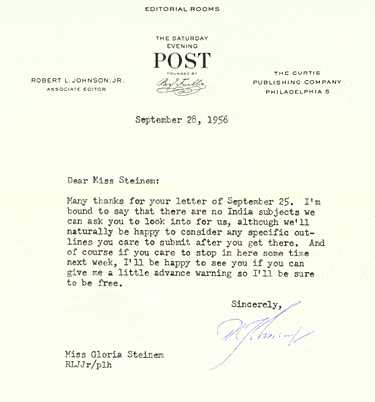 EDITORIAL ROOMS
THE SATURDAY
EVENING
POST
FOUNDED BY
Benj. Franklin
ROBERT L. JOHNSON, JR.
ASSOCIATE EDITOR
THE CURTIS
PUBLISHING COMPANY
PHILADELPHIA 5
September 28, 1956
Dear Miss Steinem:
Many thanks for your letter of September 25. I'm
bound to say that there are no India subjects we
can ask you to look into for us, although we'll
naturally be happy to consider any specific out-
lines you care to submit after you get there. And
of course if you care to stop in here some time
next week, I'll be happy to see you if you can
give me a little advance warning so I'll be sure
to be free.
Sincerely,
Miss Gloria Steinem
RLJJr/plh